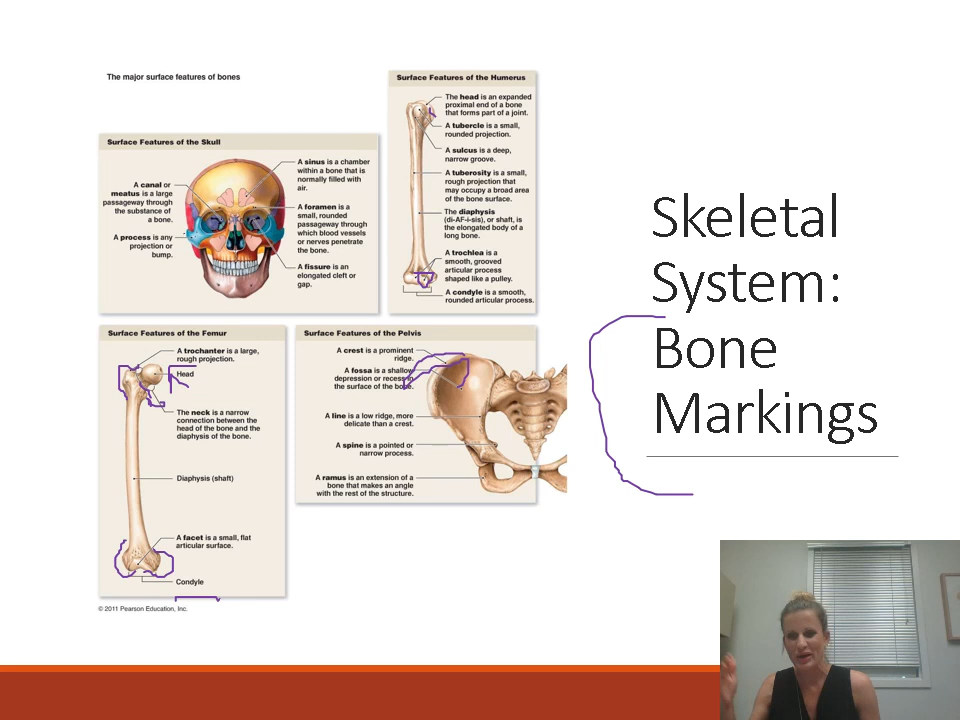 The major surface features of bones
Surface Features of the Skull
A canal or
meatus is a large
passageway through
the substance of
a bone.
A process is any
projection or
bump.
A sinus is a chamber
within a bone that is
normally filled with
air.
A foramen is a
small, rounded
passageway through
which blood vessels
or nerves penetrate
the bone.
A fissure is an
elongated cleft or
gap.
Surface Features of the Humerus
The head is an expanded
proximal end of a bone
that forms part of a joint.
A tubercle is a small,
rounded projection.
A sulcus is a deep,
narrow groove.
A tuberosity is a small,
rough projection that
may occupy a broad area
of the bone surface.
The diaphysis
(di-AF-i-sis), or shaft, is
the elongated body of a
long bone.
A trochlea is a
smooth, grooved
articular process
shaped like a pulley.
A condyle is a smooth,
rounded articular process.
Surface Features of the Femur
A trochanter is a large,
rough projection.
Head
The neck is a narrow
connection between the
head of the bone and the
diaphysis of the bone.
Diaphysis (shaft)
A facet is a small, flat
articular surface.
Condyle
Surface Features of the Pelvis
A crest is a prominent
ridge.
A fossa is a shallow
depression or recess in
the surface of the bone.
A line is a low ridge, more
delicate than a crest.
A spine is a pointed or
narrow process.
A ramus is an extension of a
bone that makes an angle
with the rest of the structure.
© 2011 Pearson Education, Inc.
Skeletal
System:
Bone
Markings